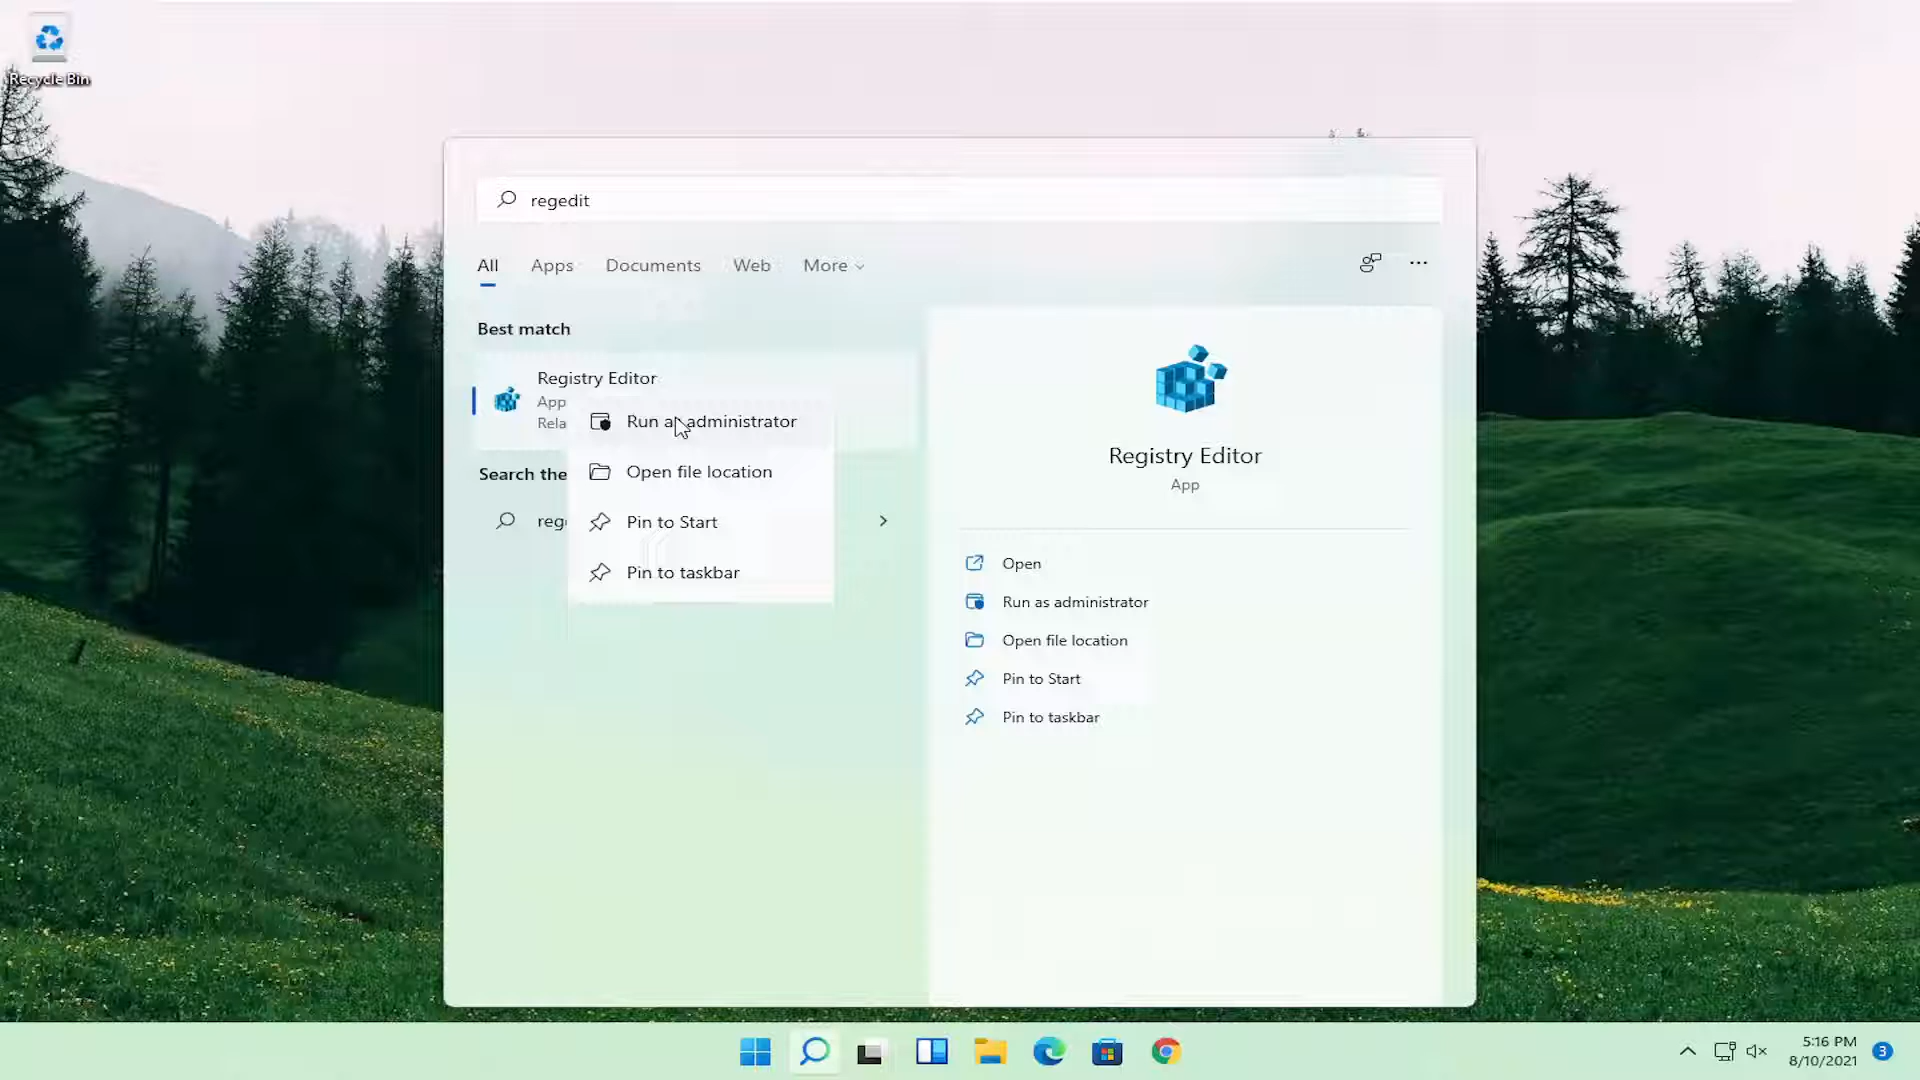 Recycle Bin
regedit
All Apps Documents Web More
Best match
Registry Editor
App
Rela
Run as administrator
Open file location
Pin to Start
Pin to taskbar
Search the
reg
Registry Editor
App
Open
Run as administrator
Open file location
Pin to Start
Pin to taskbar
5:16 PM
8/10/2021
3